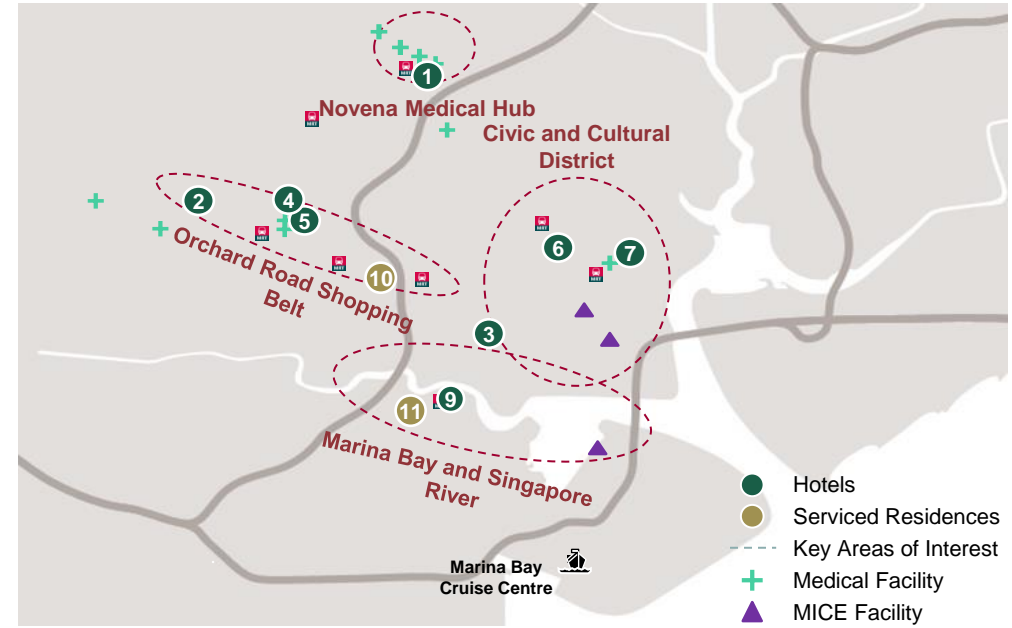 1
Novena Medical Hub
Civic and Cultural
District
2
4
5
6
7
Orchard Road Shopping
Belt
10
3
9
11
Marina Bay and Singapore
River
Marina Bay
Cruise Centre
Hotels
Serviced Residences
Key Areas of Interest
Medical Facility
MICE Facility